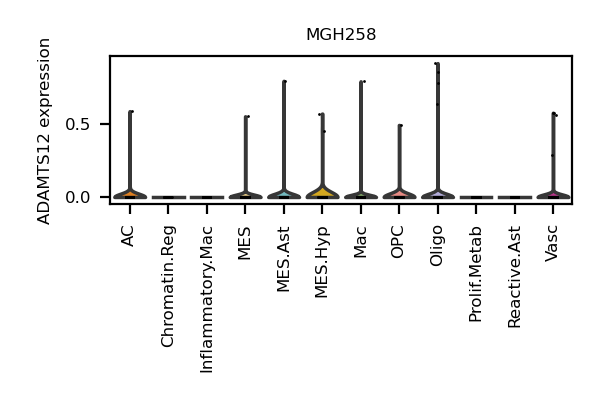 MGH258
ADAMTS12 expression
0.5
0.0
AC
Chromatin.Reg
Inflammatory.Mac
MES
MES.Ast
MES.Hyp
Mac
OPC
Oligo
Prolif.Metab
Reactive.Ast
Vasc